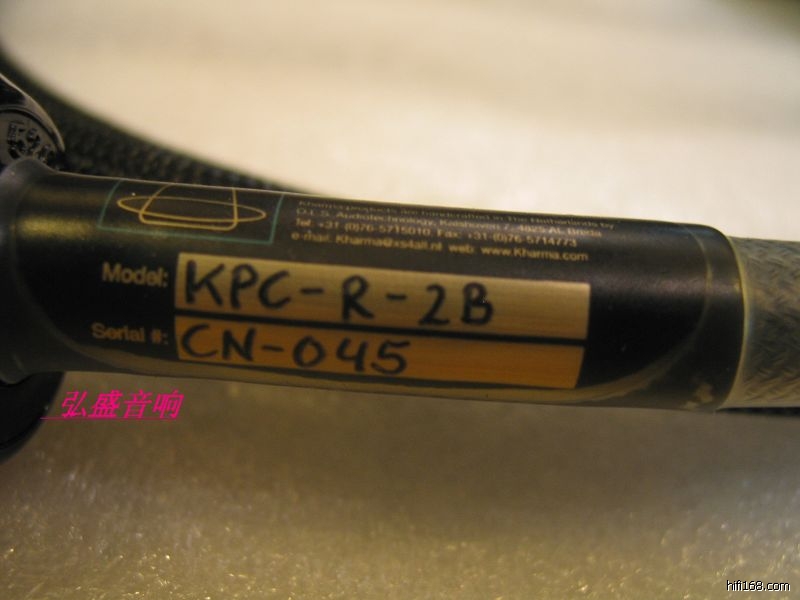 Kharma products are handcrafted in The Netherlands by
O.L.S. Audiotechnology, Kalshoven 7, 4825 AL Breda
Tel: +31-(0)76-5715010 Fax: +31-(0)76-5714773
e-mail: Kharma@xs4all.nl web: www.Kharma.com
Model: KPC-R-2B
Serial #: CN-045
弘盛音响
hifi168.com